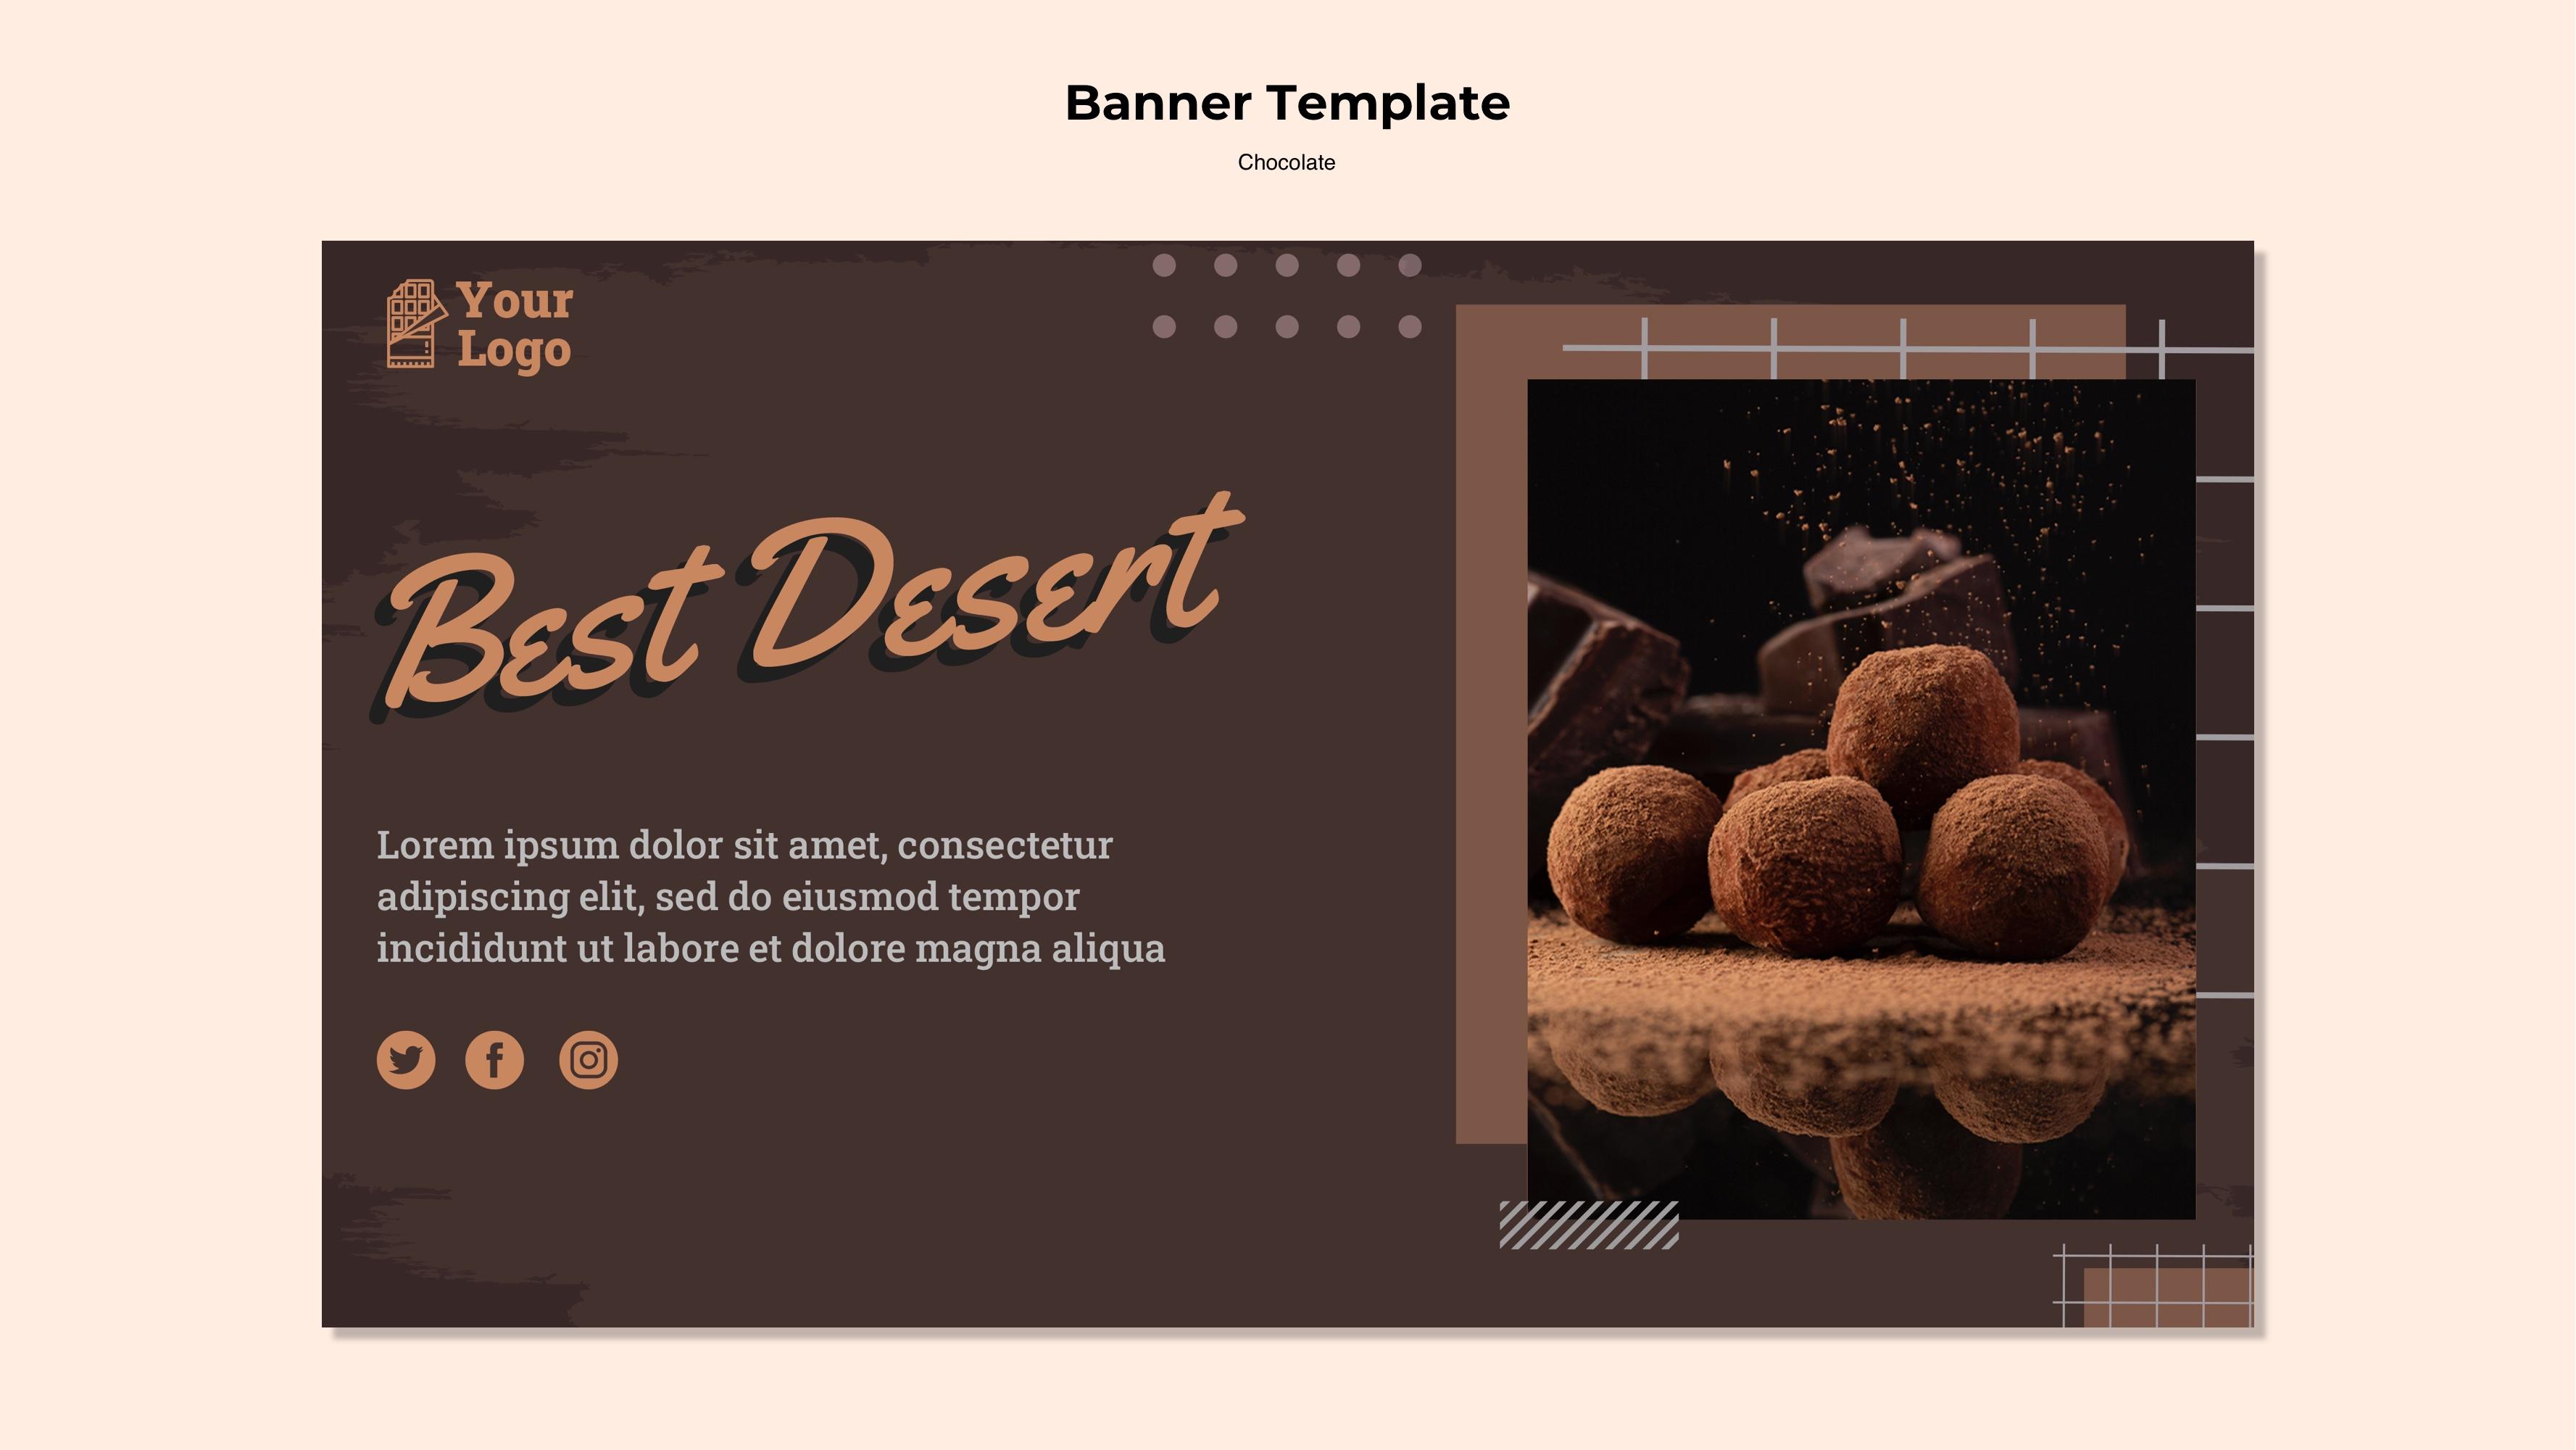 Banner Template
Chocolate
Your
Logo
Best Desert
Lorem ipsum dolor sit amet, consectetur
adipiscing elit, sed do eiusmod tempor
incididunt ut labore et dolore magna aliqua